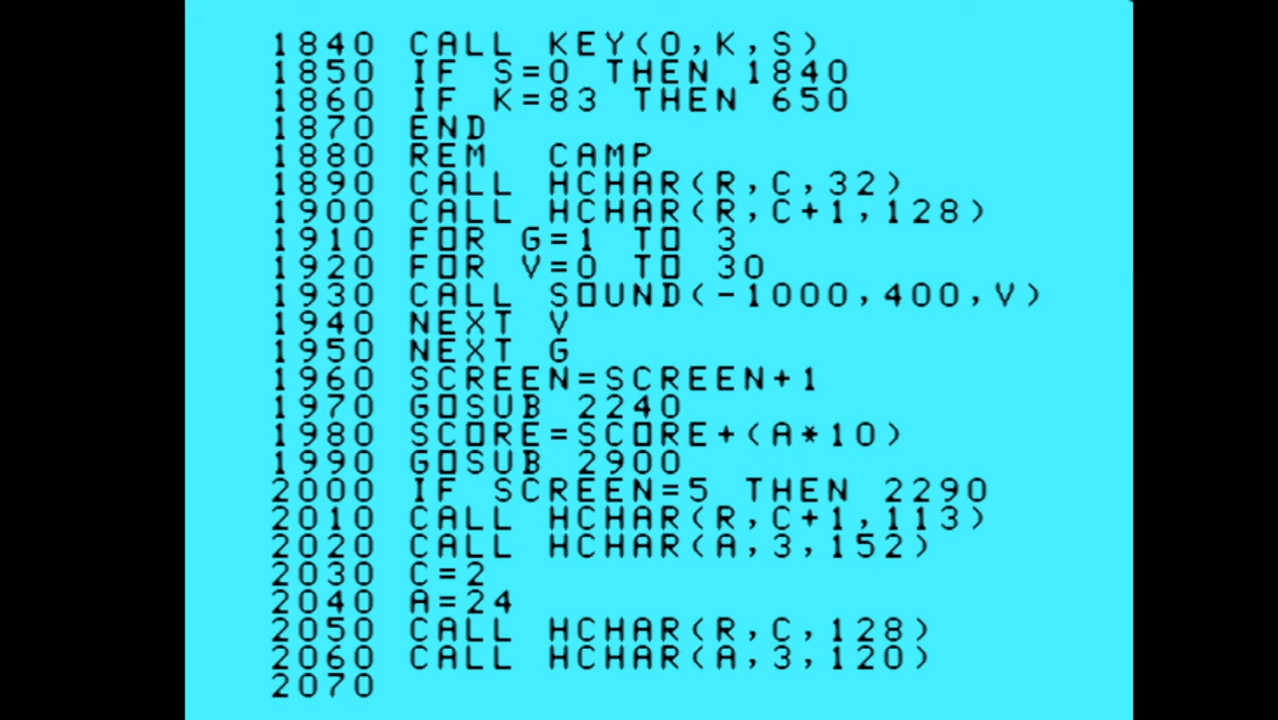 1840 CALL KEY(0,K,S)
1850 IF S=0 THEN 1840
1860 IF K=83 THEN 650
1870 END
1880 REM  CAMP
1890 CALL HCHAR(R,C,32)
1900 CALL HCHAR(R,C+1,128)
1910 FOR G=1 TO 3
1920 FOR V=0 TO 30
1930 CALL SOUND(-1000,400,V)
1940 NEXT V
1950 NEXT G
1960 SCREEN=SCREEN+1
1970 GOSUB 2240
1980 SCORE=SCORE+(A*10)
1990 GOSUB 2900
2000 IF SCREEN=5 THEN 2290
2010 CALL HCHAR(R,C+1,113)
2020 CALL HCHAR(A,3,152)
2030 C=2
2040 A=24
2050 CALL HCHAR(R,C,128)
2060 CALL HCHAR(A,3,120)
2070